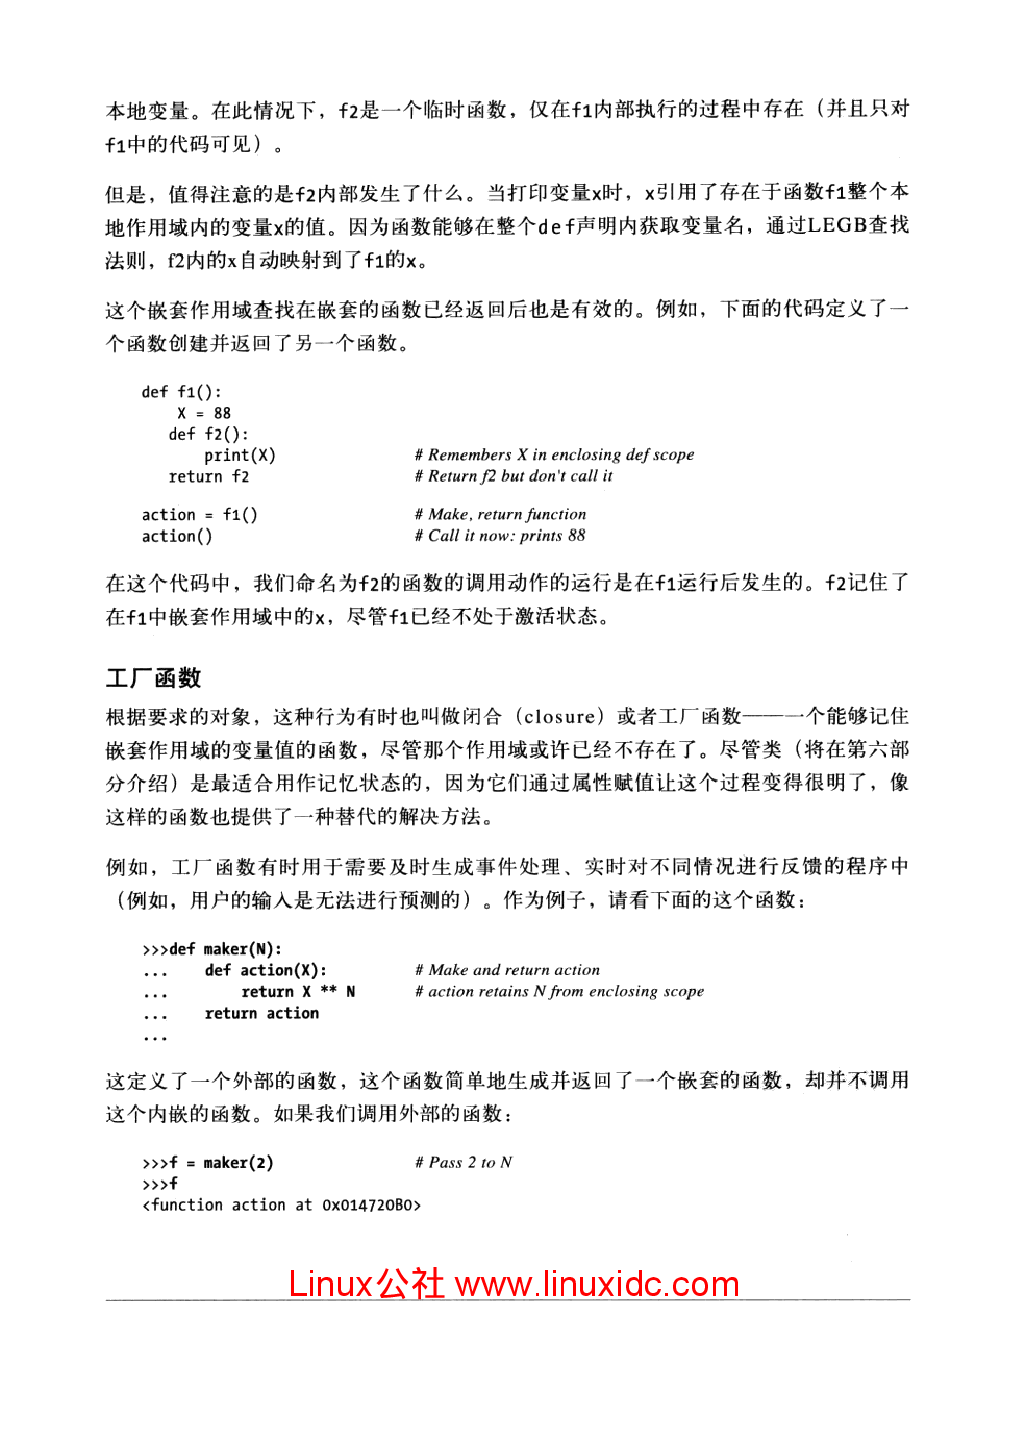 本地变量。在此情况下，f2是一个临时函数，仅在f1内部执行的过程中存在（并且只对
f1中的代码可见）。
但是，值得注意的是f2内部发生了什么。当打印变量x时，x引用了存在于函数f1整个本
地作用域内的变量x的值。因为函数能够在整个def声明内获取变量名，通过LEGB查找
法则，f2内的x自动映射到了f1的x。
这个嵌套作用域查找在嵌套的函数已经返回后也是有效的。例如，下面的代码定义了一
个函数创建并返回了另一个函数。
def f1():
    X = 88
   def f2():
       print(X)    # Remembers X in enclosing def scope
   return f2    # Return f2 but don't call it
action = f1()    # Make, return function
action()    # Call it now: prints 88
在这个代码中，我们命名为f2的函数的调用动作的运行是在f1运行后发生的。f2记住了
在f1中嵌套作用域中的x，尽管f1已经不处于激活状态。
工厂函数
根据要求的对象，这种行为有时也叫做闭合（closure）或者工厂函数——一个能够记住
嵌套作用域的变量值的函数，尽管那个作用域或许已经不存在了。尽管类（将在第六部
分介绍）是最适合用作记忆状态的，因为它们通过属性赋值让这个过程变得很明了，像
这样的函数也提供了一种替代的解决方法。
例如，工厂函数有时用于需要及时生成事件处理、实时对不同情况进行反馈的程序中
（例如，用户的输入是无法进行预测的）。作为例子，请看下面的这个函数：
>>>def maker(N):
...    def action(X):    # Make and return action
...        return X ** N    # action retains N from enclosing scope
...    return action
...
这定义了一个外部的函数，这个函数简单地生成并返回了一个嵌套的函数，却并不调用
这个内嵌的函数。如果我们调用外部的函数：
>>>f = maker(2)    # Pass 2 to N
>>>f
<function action at 0x014720B0>
Linux公社 www.linuxidc.com